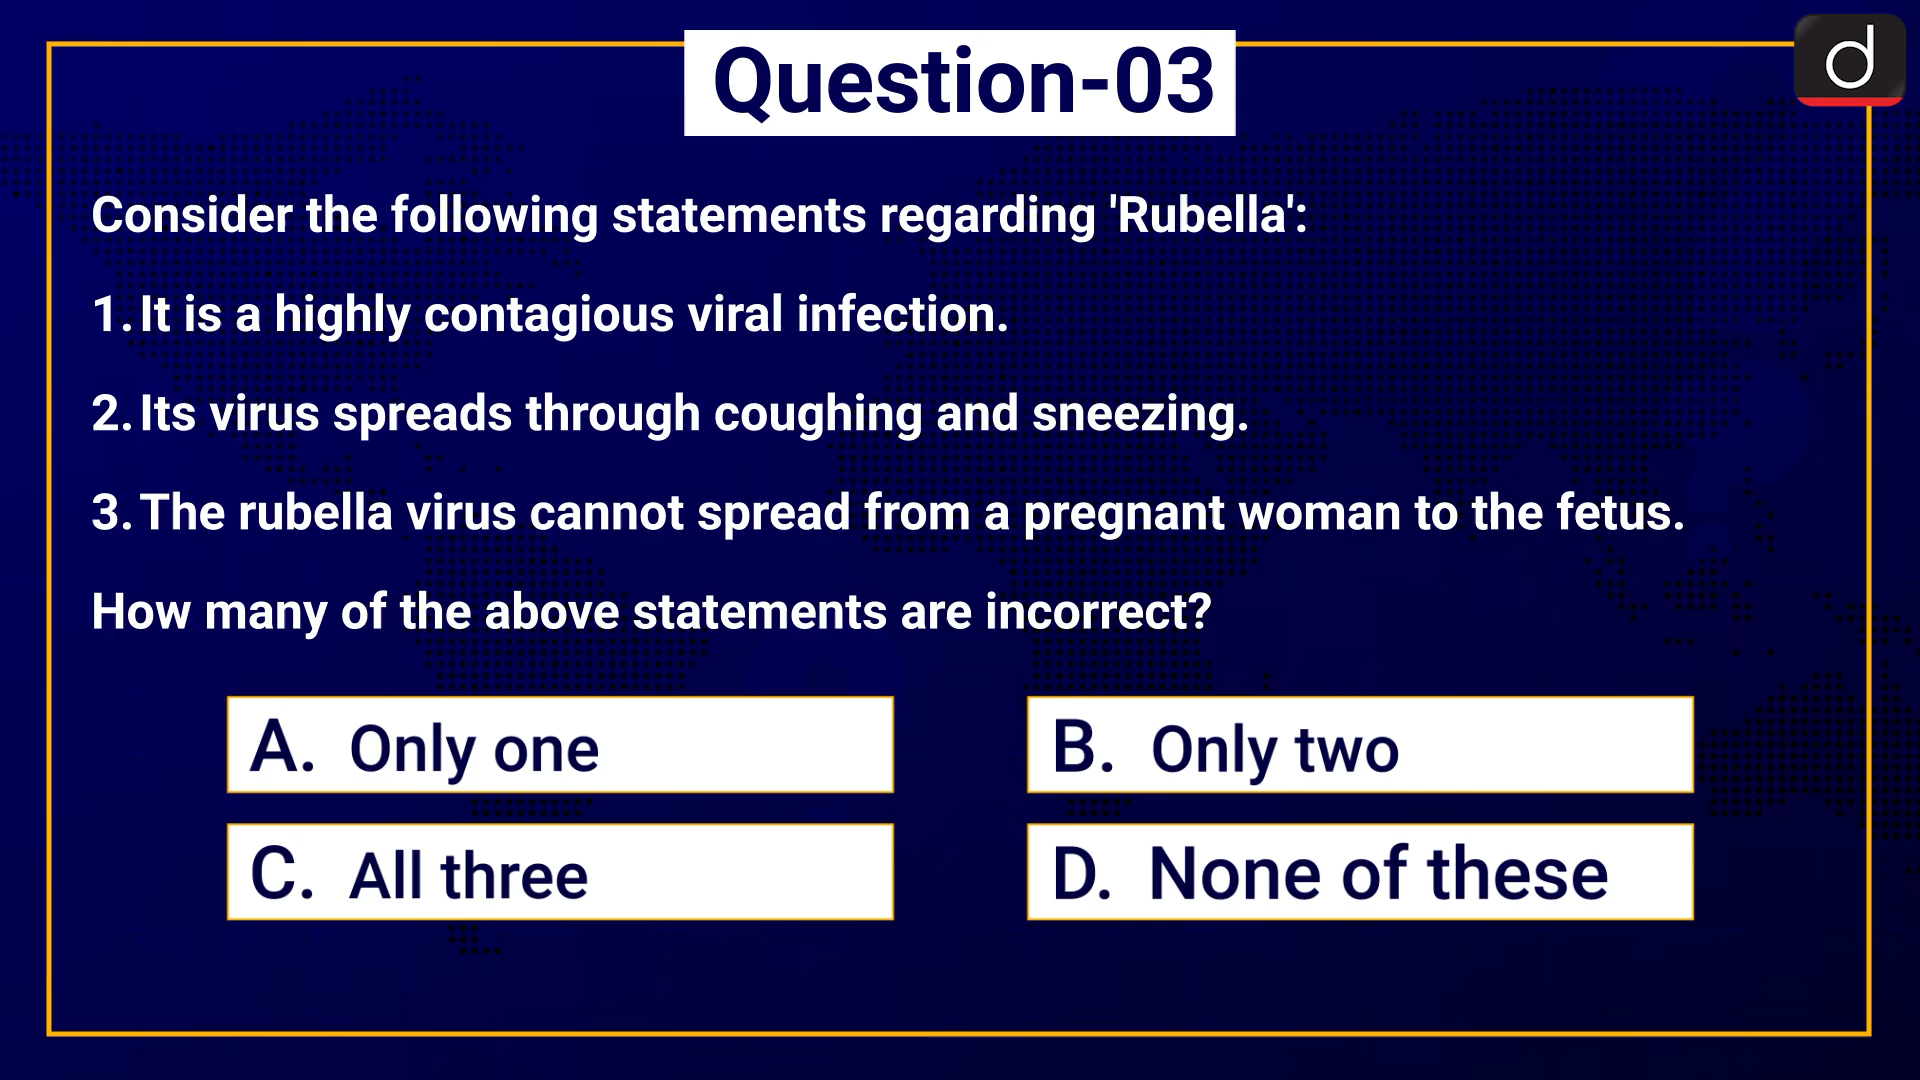 Question-03
d
Consider the following statements regarding 'Rubella':
1. It is a highly contagious viral infection.
2. Its virus spreads through coughing and sneezing.
3. The rubella virus cannot spread from a pregnant woman to the fetus.
How many of the above statements are incorrect?
A. Only one
B. Only two
C. All three
D. None of these